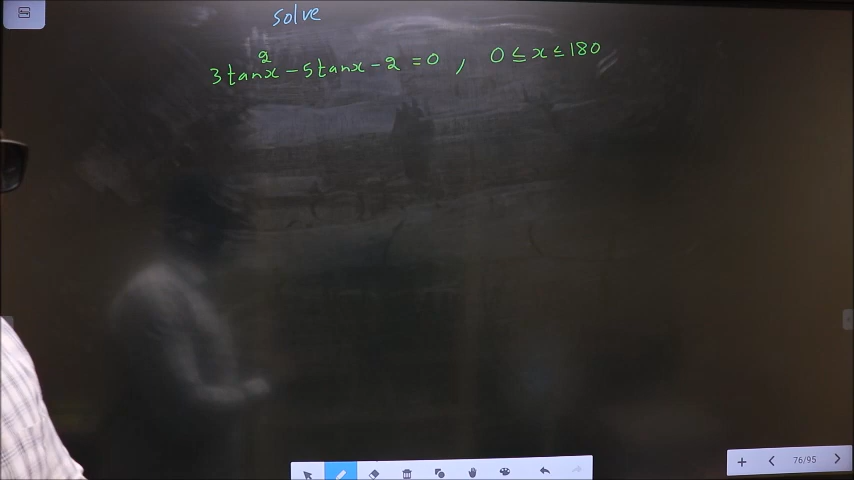 solve
3tan²x - 5tanx - 2 = 0 , 0 ≤ x ≤ 180
76/95